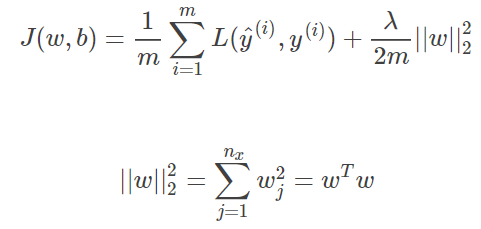 J(w, b) = \frac{1}{m} \sum_{i=1}^{m} L(\hat{y}^{(i)}, y^{(i)}) + \frac{\lambda}{2m} ||w||_2^2
||w||_2^2 = \sum_{j=1}^{n_x} w_j^2 = w^T w